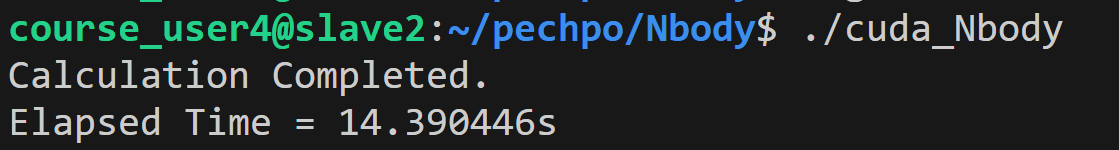 course_user4@slave2:~/pechpo/Nbody$ ./cuda_Nbody
Calculation Completed.
Elapsed Time = 14.390446s